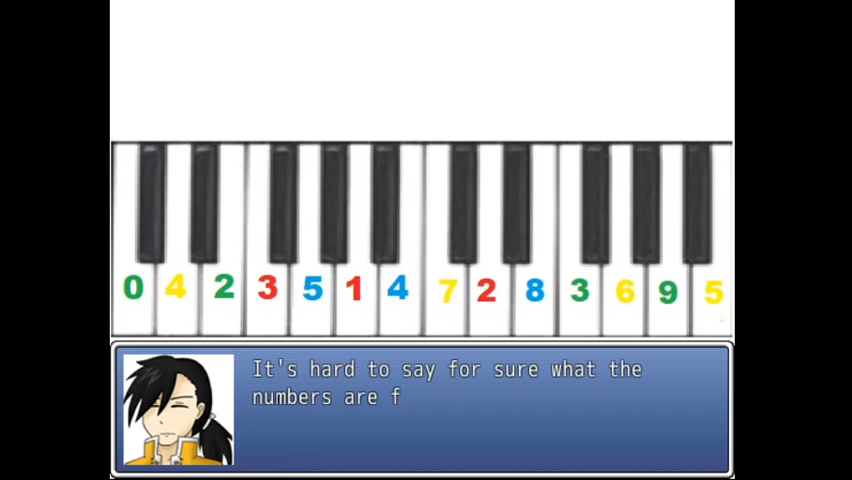 0 4 2 3 5 1 4 7 2 8 3 6 9 5
It's hard to say for sure what the
numbers are f